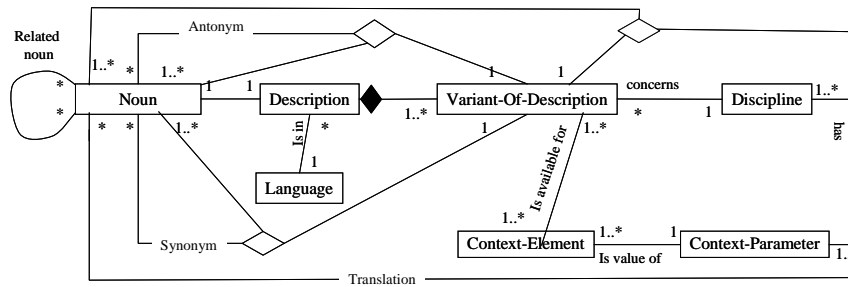 Related
noun
Antonym
1..*
*
1..*
1
1
1
1
concerns
1..*
*
Noun
Description
Variant-Of-Description
Discipline
*
*
*
1..*
*
1..*
1
1..*
*
1
has
Is in
1
Is available for
Language
1..*
1..*
1
Synonym
Context-Element
Context-Parameter
Is value of
1..
Translation